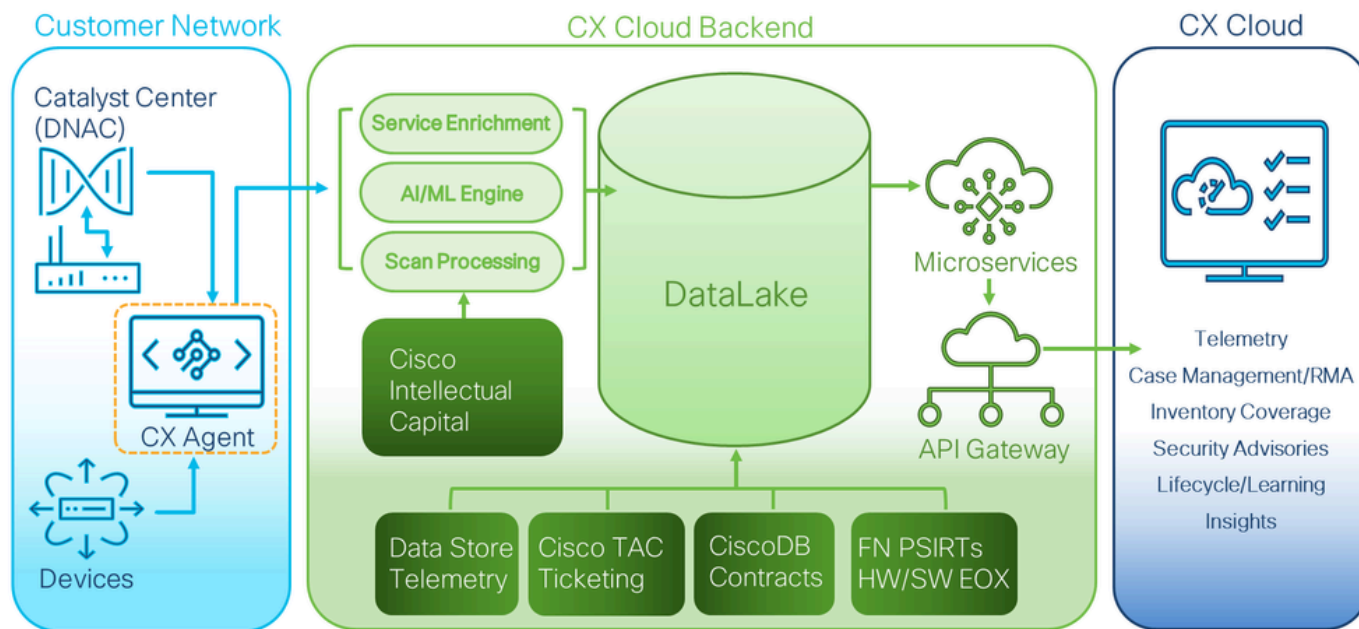 Customer Network
Catalyst Center
(DNAC)
CX Agent
Devices
CX Cloud Backend
Service Enrichment
AI/ML Engine
Scan Processing
Cisco
Intellectual
Capital
DataLake
Microservices
API Gateway
Data Store
Telemetry
Cisco TAC
Ticketing
CiscoDB
Contracts
FN PSIRTs
HW/SW EOX
CX Cloud
Telemetry
Case Management/RMA
Inventory Coverage
Security Advisories
Lifecycle/Learning
Insights